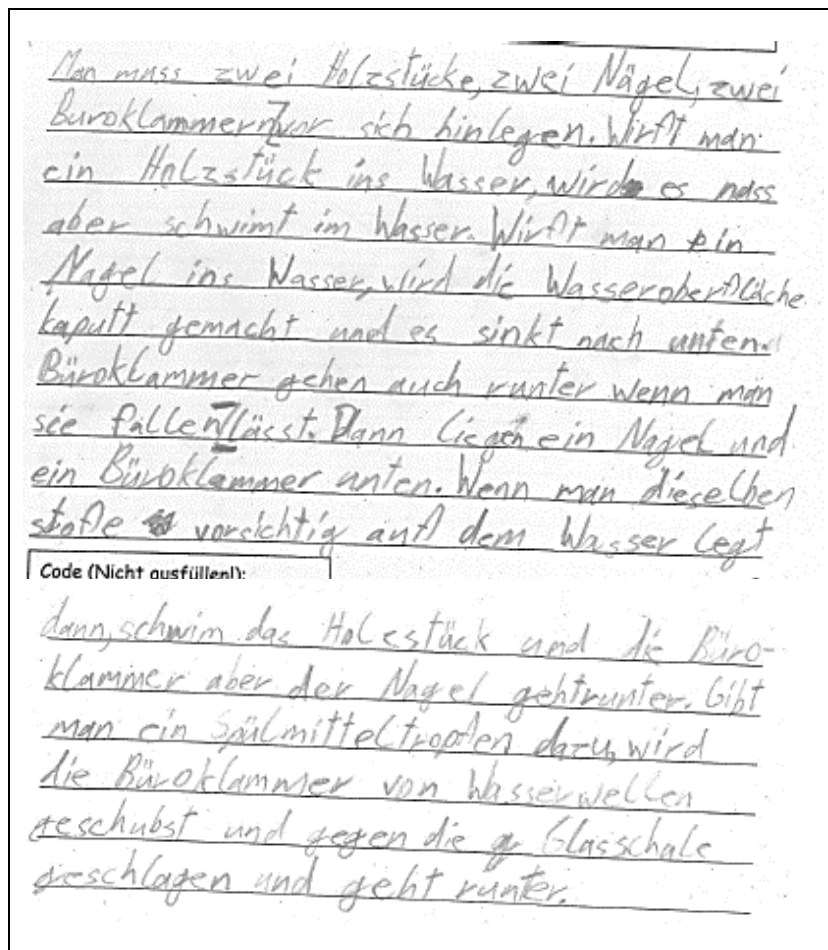 Man muss zwei Holzstücke, zwei Nägel, zwei
Büroklammern vor sich hinlegen. Wirft man
ein Holzstück ins Wasser, wird es nass
aber schwimt im Wasser. Wirft man ein
Nagel ins Wasser, wird die Wasseroberfläche
kaputt gemacht und es sinkt nach unten.
Büroklammer gehen auch runter wenn man
sie fallen lässt. Dann liegen ein Nagel und
ein Büroklammer unten. Wenn man dieselben
stoffe vorsichtig auf dem Wasser legt
Code (Nicht ausfüllen!):
dann, schwim das Holzstück und die Büro-
klammer aber der Nagel geht runter. Gibt
man ein Spülmitteltropfen dazu, wird
die Büroklammer von Wasserwellen
geschubst und gegen die Glasschale
geschlagen und geht runter.